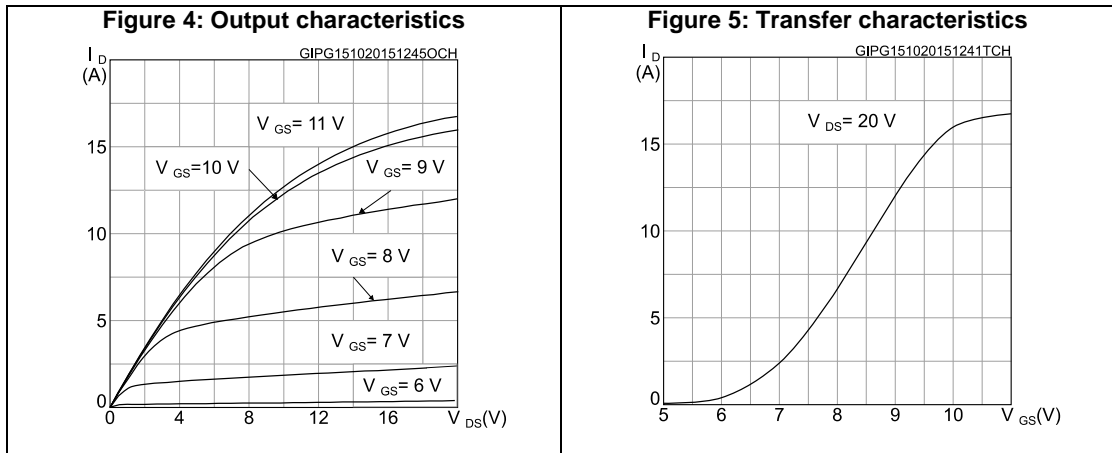 Figure 4: Output characteristics
GIPG151020151245OCH
I D
(A)
V GS= 11 V
15
V GS=10 V
V GS= 9 V
10
V GS= 8 V
5
V GS= 7 V
V GS= 6 V
0
0 4 8 12 16 V DS(V)
Figure 5: Transfer characteristics
GIPG151020151241TCH
I D
(A)
V DS= 20 V
15
10
5
0
5 6 7 8 9 10 V GS(V)